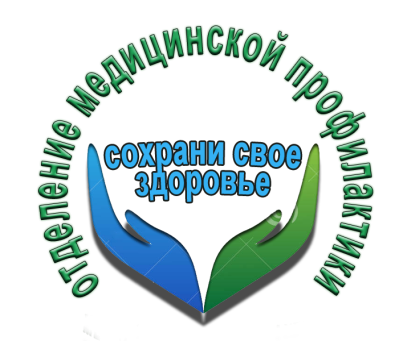 отделение медицинской профилактики
сохрани свое
здоровье